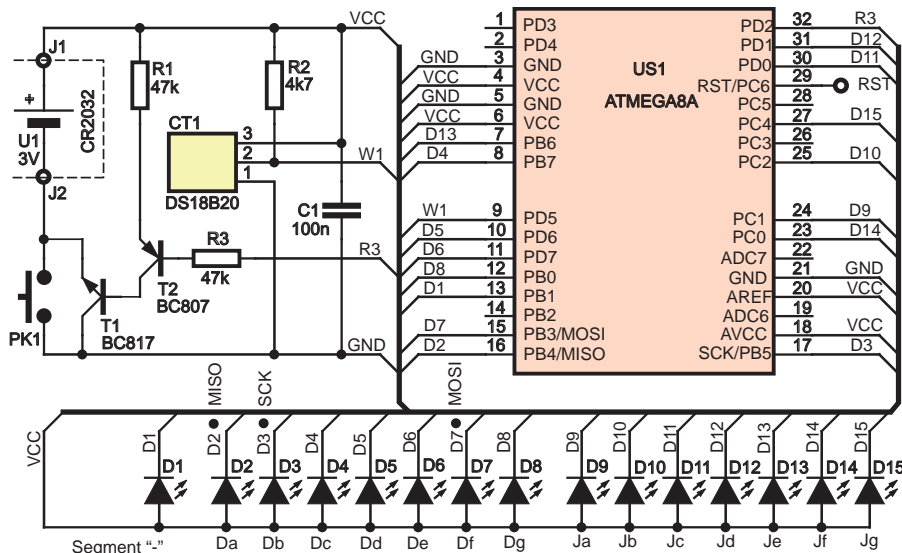 VCC
J1
+
U1
3V
CR2032
J2
PK1
R1
47k
R2
4k7
CT1
3
2
1
DS18B20
W1
C1
100n
T1
BC817
T2
BC807
R3
47k
R3
GND
US1
ATMEGA8A
1 PD3
2 PD4
GND 3 GND
VCC 4 VCC
GND 5 GND
VCC 6 VCC
D13 7 PB6
D4 8 PB7
W1 9 PD5
D5 10 PD6
D6 11 PD7
D8 12 PB0
D1 13 PB1
14 PB2
D7 15 PB3/MOSI
D2 16 PB4/MISO
PD2 32 R3
PD1 31 D12
PD0 30 D11
RST/PC6 29 RST
PC5 28
PC4 27 D15
PC3 26
PC2 25 D10
PC1 24 D9
PC0 23 D14
ADC7 22
GND 21 GND
AREF 20 VCC
ADC6 19
AVCC 18 VCC
SCK/PB5 17 D3
MISO SCK MOSI
VCC D1 D2 D3 D4 D5 D6 D7 D8 D9 D10 D11 D12 D13 D14 D15
D1 D2 D3 D4 D5 D6 D7 D8 D9 D10 D11 D12 D13 D14 D15
Segment "-" Da Db Dc Dd De Df Dg Ja Jb Jc Jd Je Jf Jg